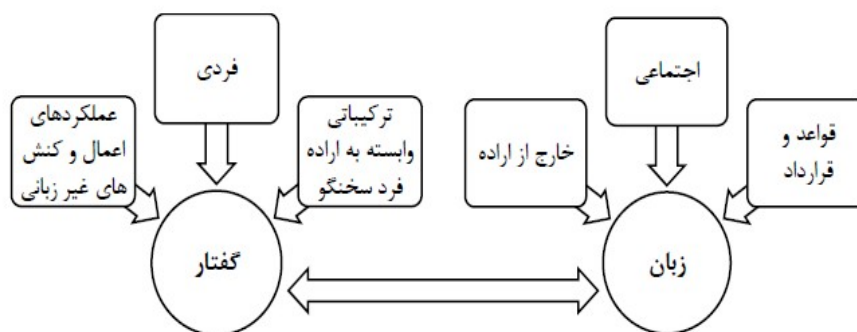 اجتماعی
قواعد و
قرارداد
خارج از اراده
زبان
فردی
ترکیباتی
وابسته به اراده
فرد سخنگو
عملکردهای
اعمال و کنش
های غیر زبانی
گفتار